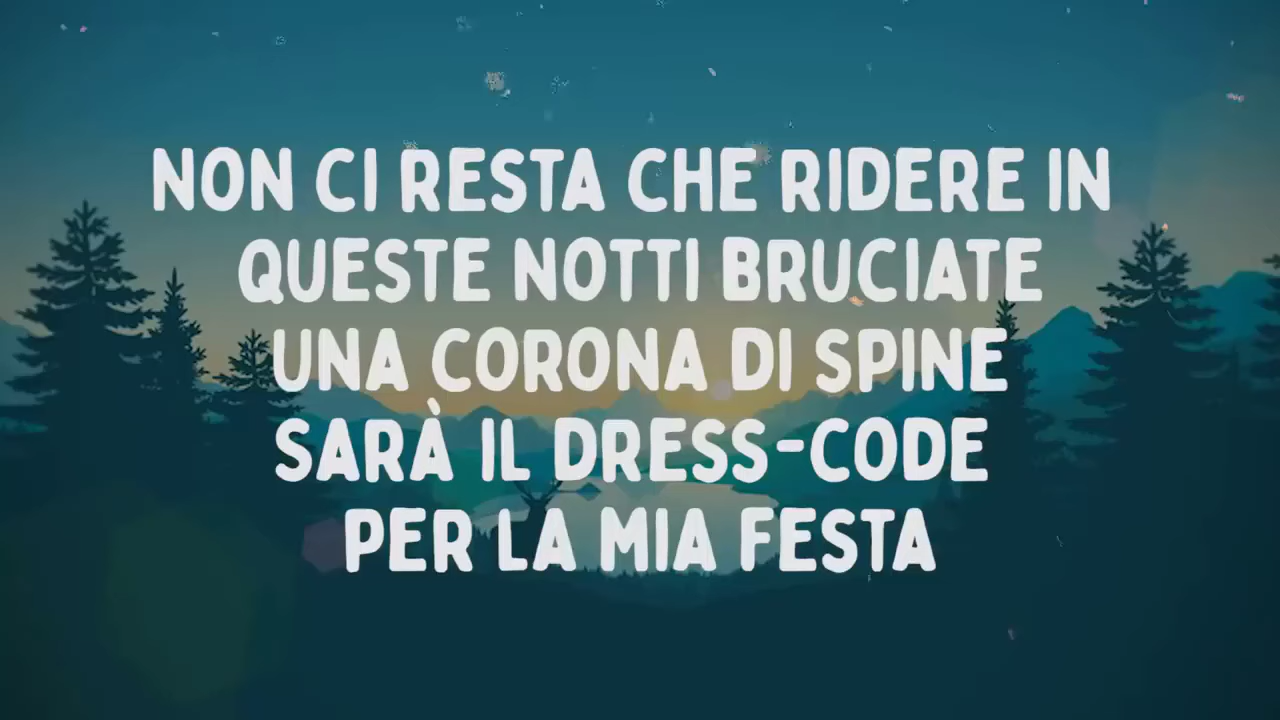 NON CI RESTA CHE RIDERE IN
QUESTE NOTTI BRUCIATE
UNA CORONA DI SPINE
SARÀ IL DRESS-CODE
PER LA MIA FESTA